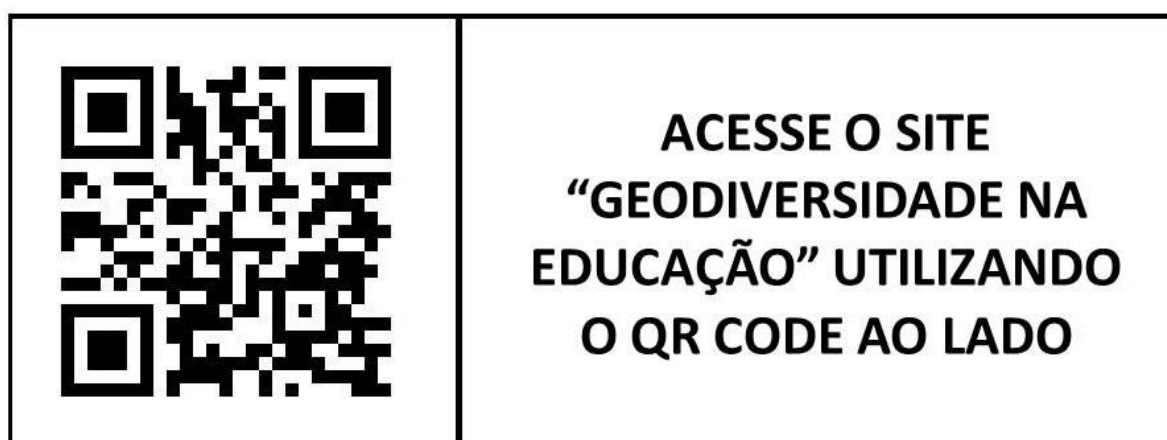 ACESSE O SITE
“GEODIVERSIDADE NA
EDUCAÇÃO” UTILIZANDO
O QR CODE AO LADO